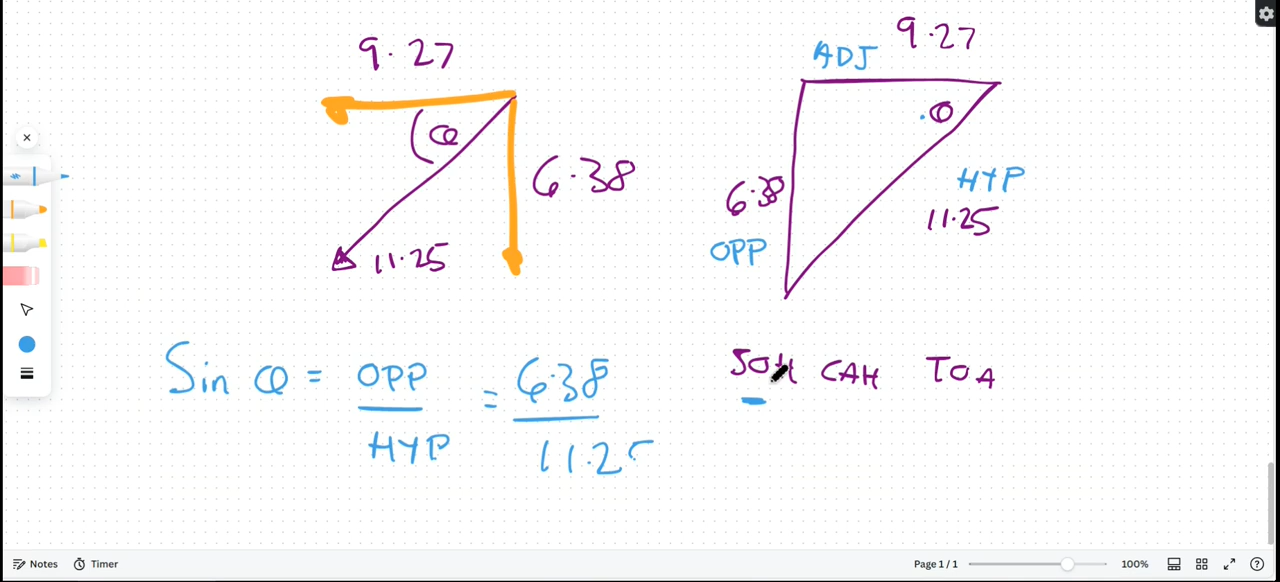 9.27
θ
6.38
11.25
9.27
ADJ
θ
6.38
HYP
11.25
OPP
Sin θ = OPP / HYP = 6.38 / 11.25
SOH CAH TOA
Notes
Timer
Page 1 / 1
100%